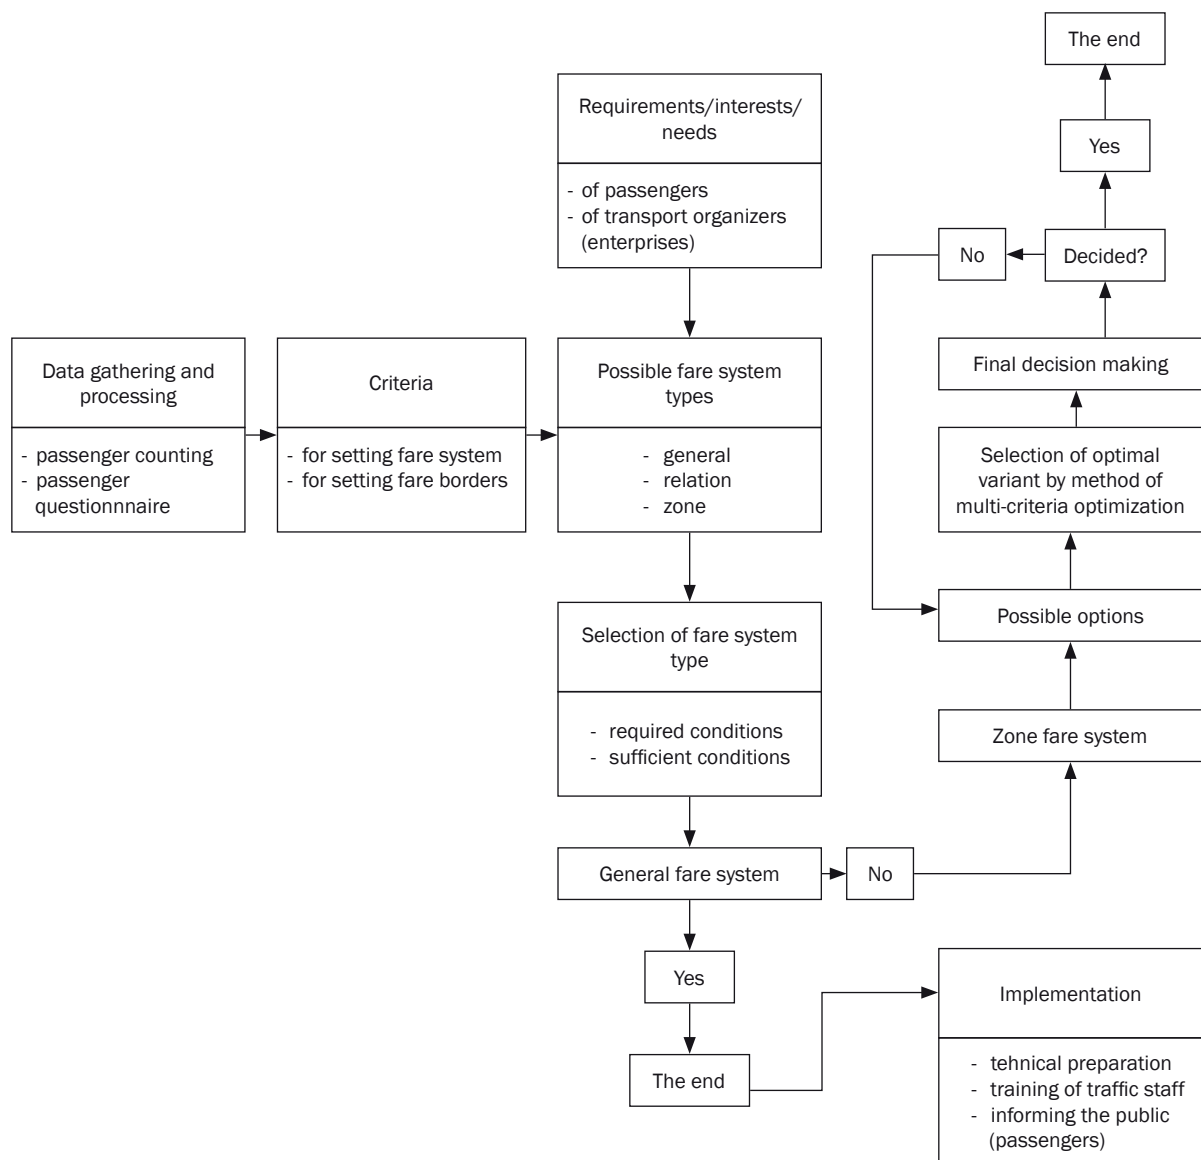 The end
Requirements/interests/
needs
- of passengers
- of transport organizers
(enterprises)
Yes
No
Decided?
Data gathering and
processing
- passenger counting
- passenger
questionnnaire
Criteria
- for setting fare system
- for setting fare borders
Possible fare system
types
- general
- relation
- zone
Final decision making
Selection of optimal
variant by method of
multi-criteria optimization
Possible options
Selection of fare system
type
- required conditions
- sufficient conditions
Zone fare system
General fare system
No
Yes
The end
Implementation
- tehnical preparation
- training of traffic staff
- informing the public
(passengers)